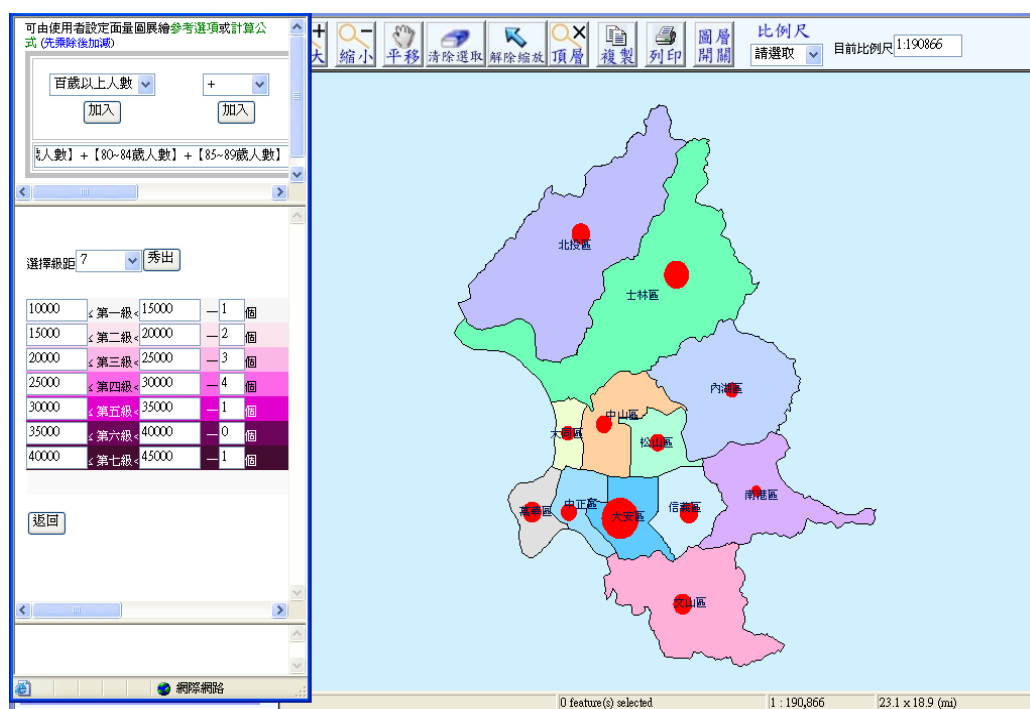 可由使用者設定面量圖展繪參考選項或計算公
式 (先乘除後加減)
百歲以上人數 +
加入 加入
歲人數】+【80~84歲人數】+【85~89歲人數】
選擇級距 7 秀出
10000 ≤ 第一級 < 15000 — 1 個
15000 ≤ 第二級 < 20000 — 2 個
20000 ≤ 第三級 < 25000 — 3 個
25000 ≤ 第四級 < 30000 — 4 個
30000 ≤ 第五級 < 35000 — 1 個
35000 ≤ 第六級 < 40000 — 0 個
40000 ≤ 第七級 < 45000 — 1 個
返回
網際網路
大 縮小 平移 清除選取 解除縮放 頂層 複製 列印 圖層
開關
比例尺
請選取
目前比例尺 1:190866
北投區
士林區
內湖區
中山區
大同區
松山區
南港區
中正區
萬華區
大安區
信義區
文山區
0 feature(s) selected
1 : 190,866
23.1 x 18.9 (mi)